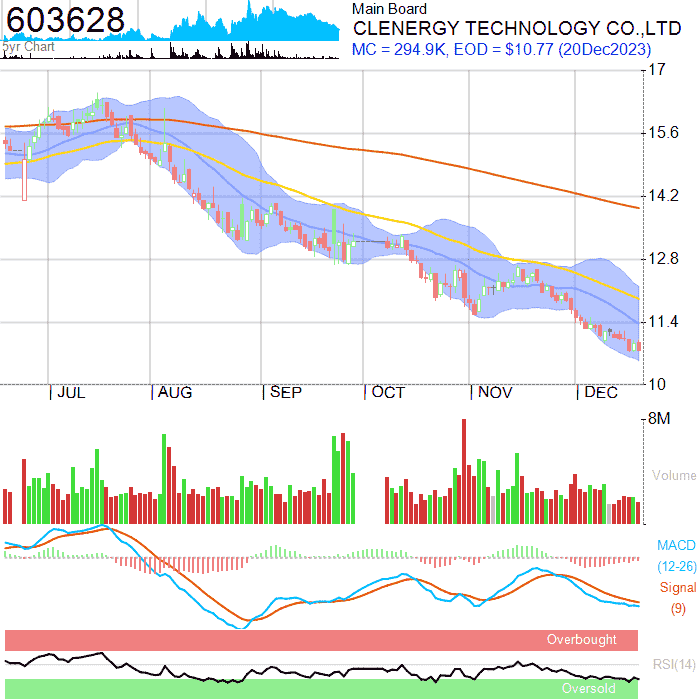 603628
5yr Chart
Main Board
CLENERGY TECHNOLOGY CO.,LTD
MC = 294.9K, EOD = $10.77 (20Dec2023)
17
15.6
14.2
12.8
11.4
10
JUL
AUG
SEP
OCT
NOV
DEC
8M
Volume
MACD
(12-26)
Signal
(9)
Overbought
RSI(14)
Oversold